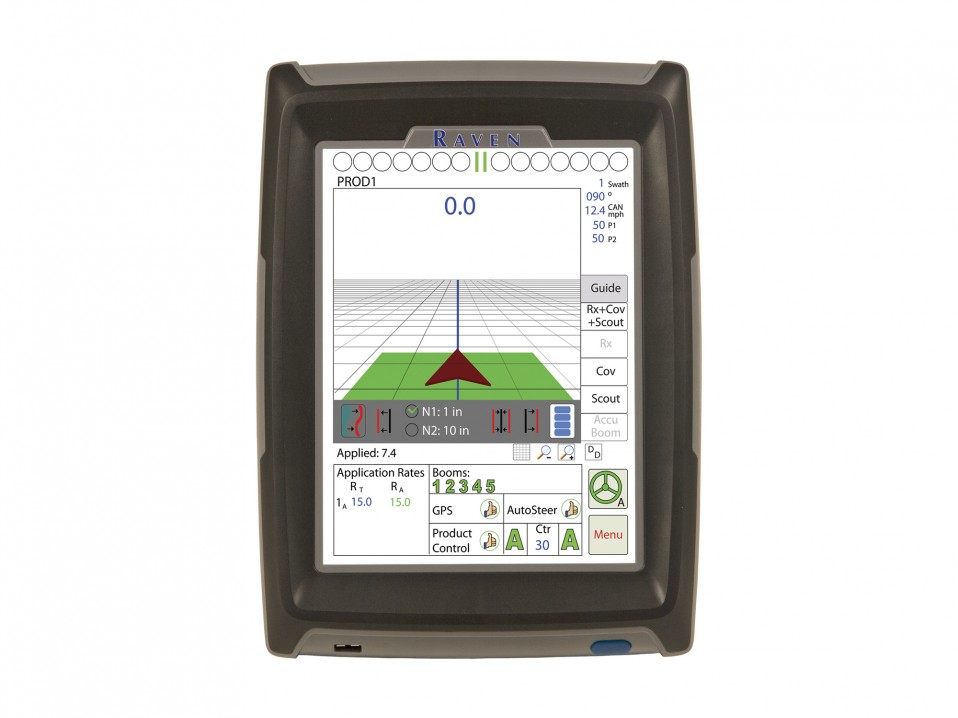 RAVEN
PROD1
0.0
1 Swath
090 °
12.4 CAN mph
50 P1
50 P2
Guide
Rx+Cov
+Scout
Rx
Cov
Scout
Accu
Boom
N1: 1 in
N2: 10 in
Applied: 7.4
D D
Application Rates
R T R A
1 A 15.0 15.0
Booms:
1 2 3 4 5
GPS
AutoSteer
Product
Control
A
Ctr
30
A
A
Menu